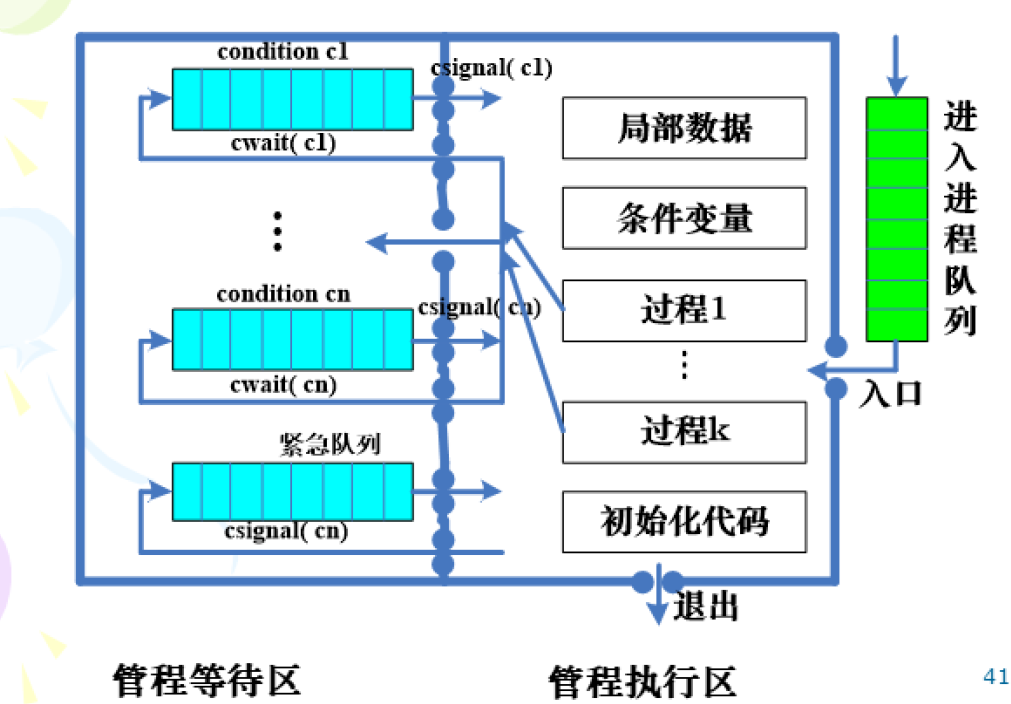 condition c1
csignal( c1)
cwait( c1)
condition cn
csignal( cn)
cwait( cn)
紧急队列
csignal( cn)
局部数据
条件变量
过程1
过程k
初始化代码
进入进程队列
入口
退出
管程等待区
管程执行区
41